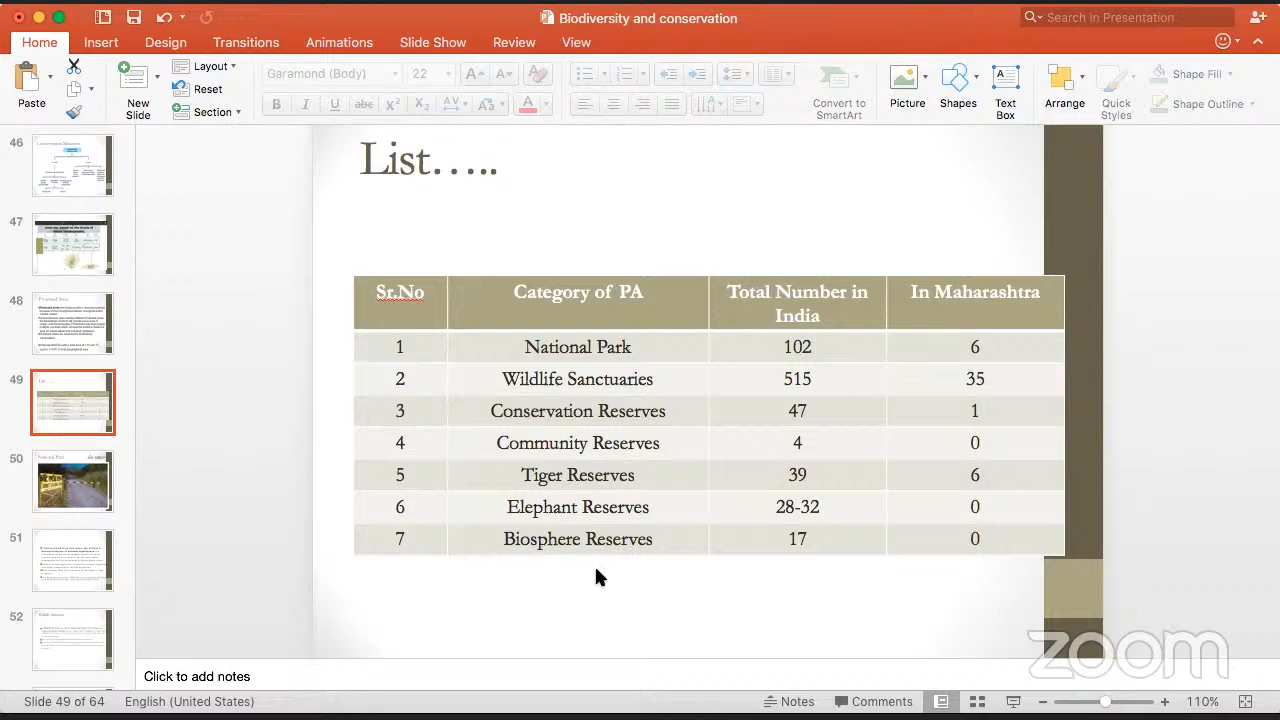 Biodiversity and conservation
Search in Presentation
Home Insert Design Transitions Animations Slide Show Review View
Paste
New
Slide
Layout
Reset
Section
Garamond (Body) 22
B I U abc X² X₂ AV
A
Convert to
SmartArt
Picture
Shapes
Text
Box
Arrange
Quick
Styles
Shape Fill
Shape Outline
46
47
48
49
50
51
52
List…..
Sr.No Category of PA Total Number in In Maharashtra
India
1 National Park 102 6
2 Wildlife Sanctuaries 515 35
3 Conservation Reserves 47 1
4 Community Reserves 4 0
5 Tiger Reserves 39 6
6 Elephant Reserves 28-32 0
7 Biosphere Reserves 17 0
zoom
Click to add notes
Slide 49 of 64 English (United States) Notes Comments 110%